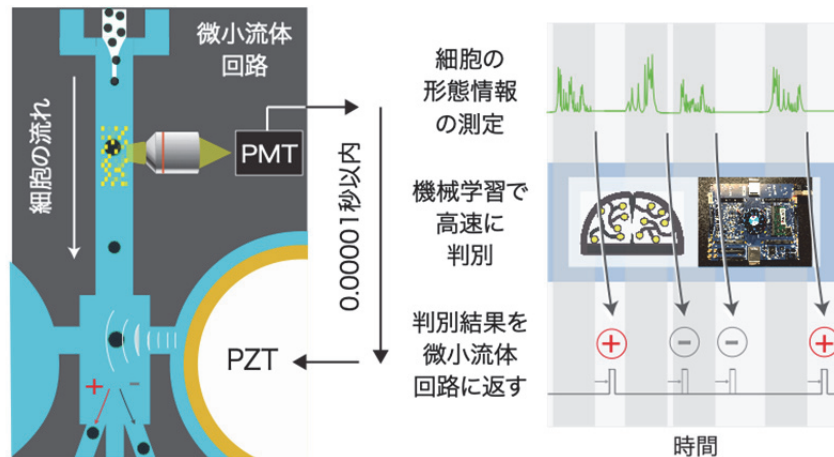 微小流体
回路
細胞の流れ
PMT
0.00001秒以内
PZT
+ −
細胞の
形態情報
の測定
機械学習で
高速に
判別
判別結果を
微小流体
回路に返す
+ − − +
時間